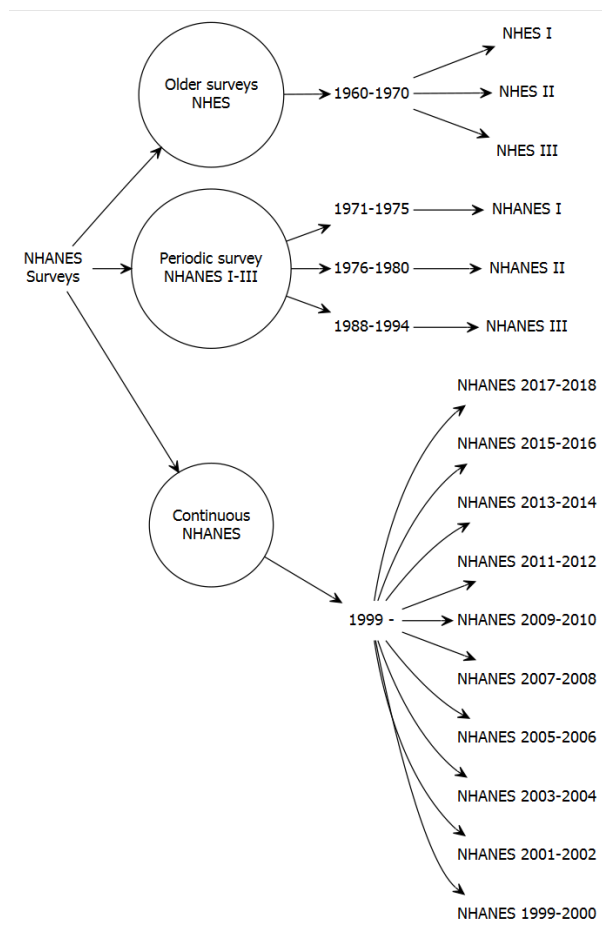 NHANES
Surveys
Older surveys
NHES
1960-1970
NHES I
NHES II
NHES III
Periodic survey
NHANES I-III
1971-1975
NHANES I
1976-1980
NHANES II
1988-1994
NHANES III
Continuous
NHANES
1999 -
NHANES 2017-2018
NHANES 2015-2016
NHANES 2013-2014
NHANES 2011-2012
NHANES 2009-2010
NHANES 2007-2008
NHANES 2005-2006
NHANES 2003-2004
NHANES 2001-2002
NHANES 1999-2000